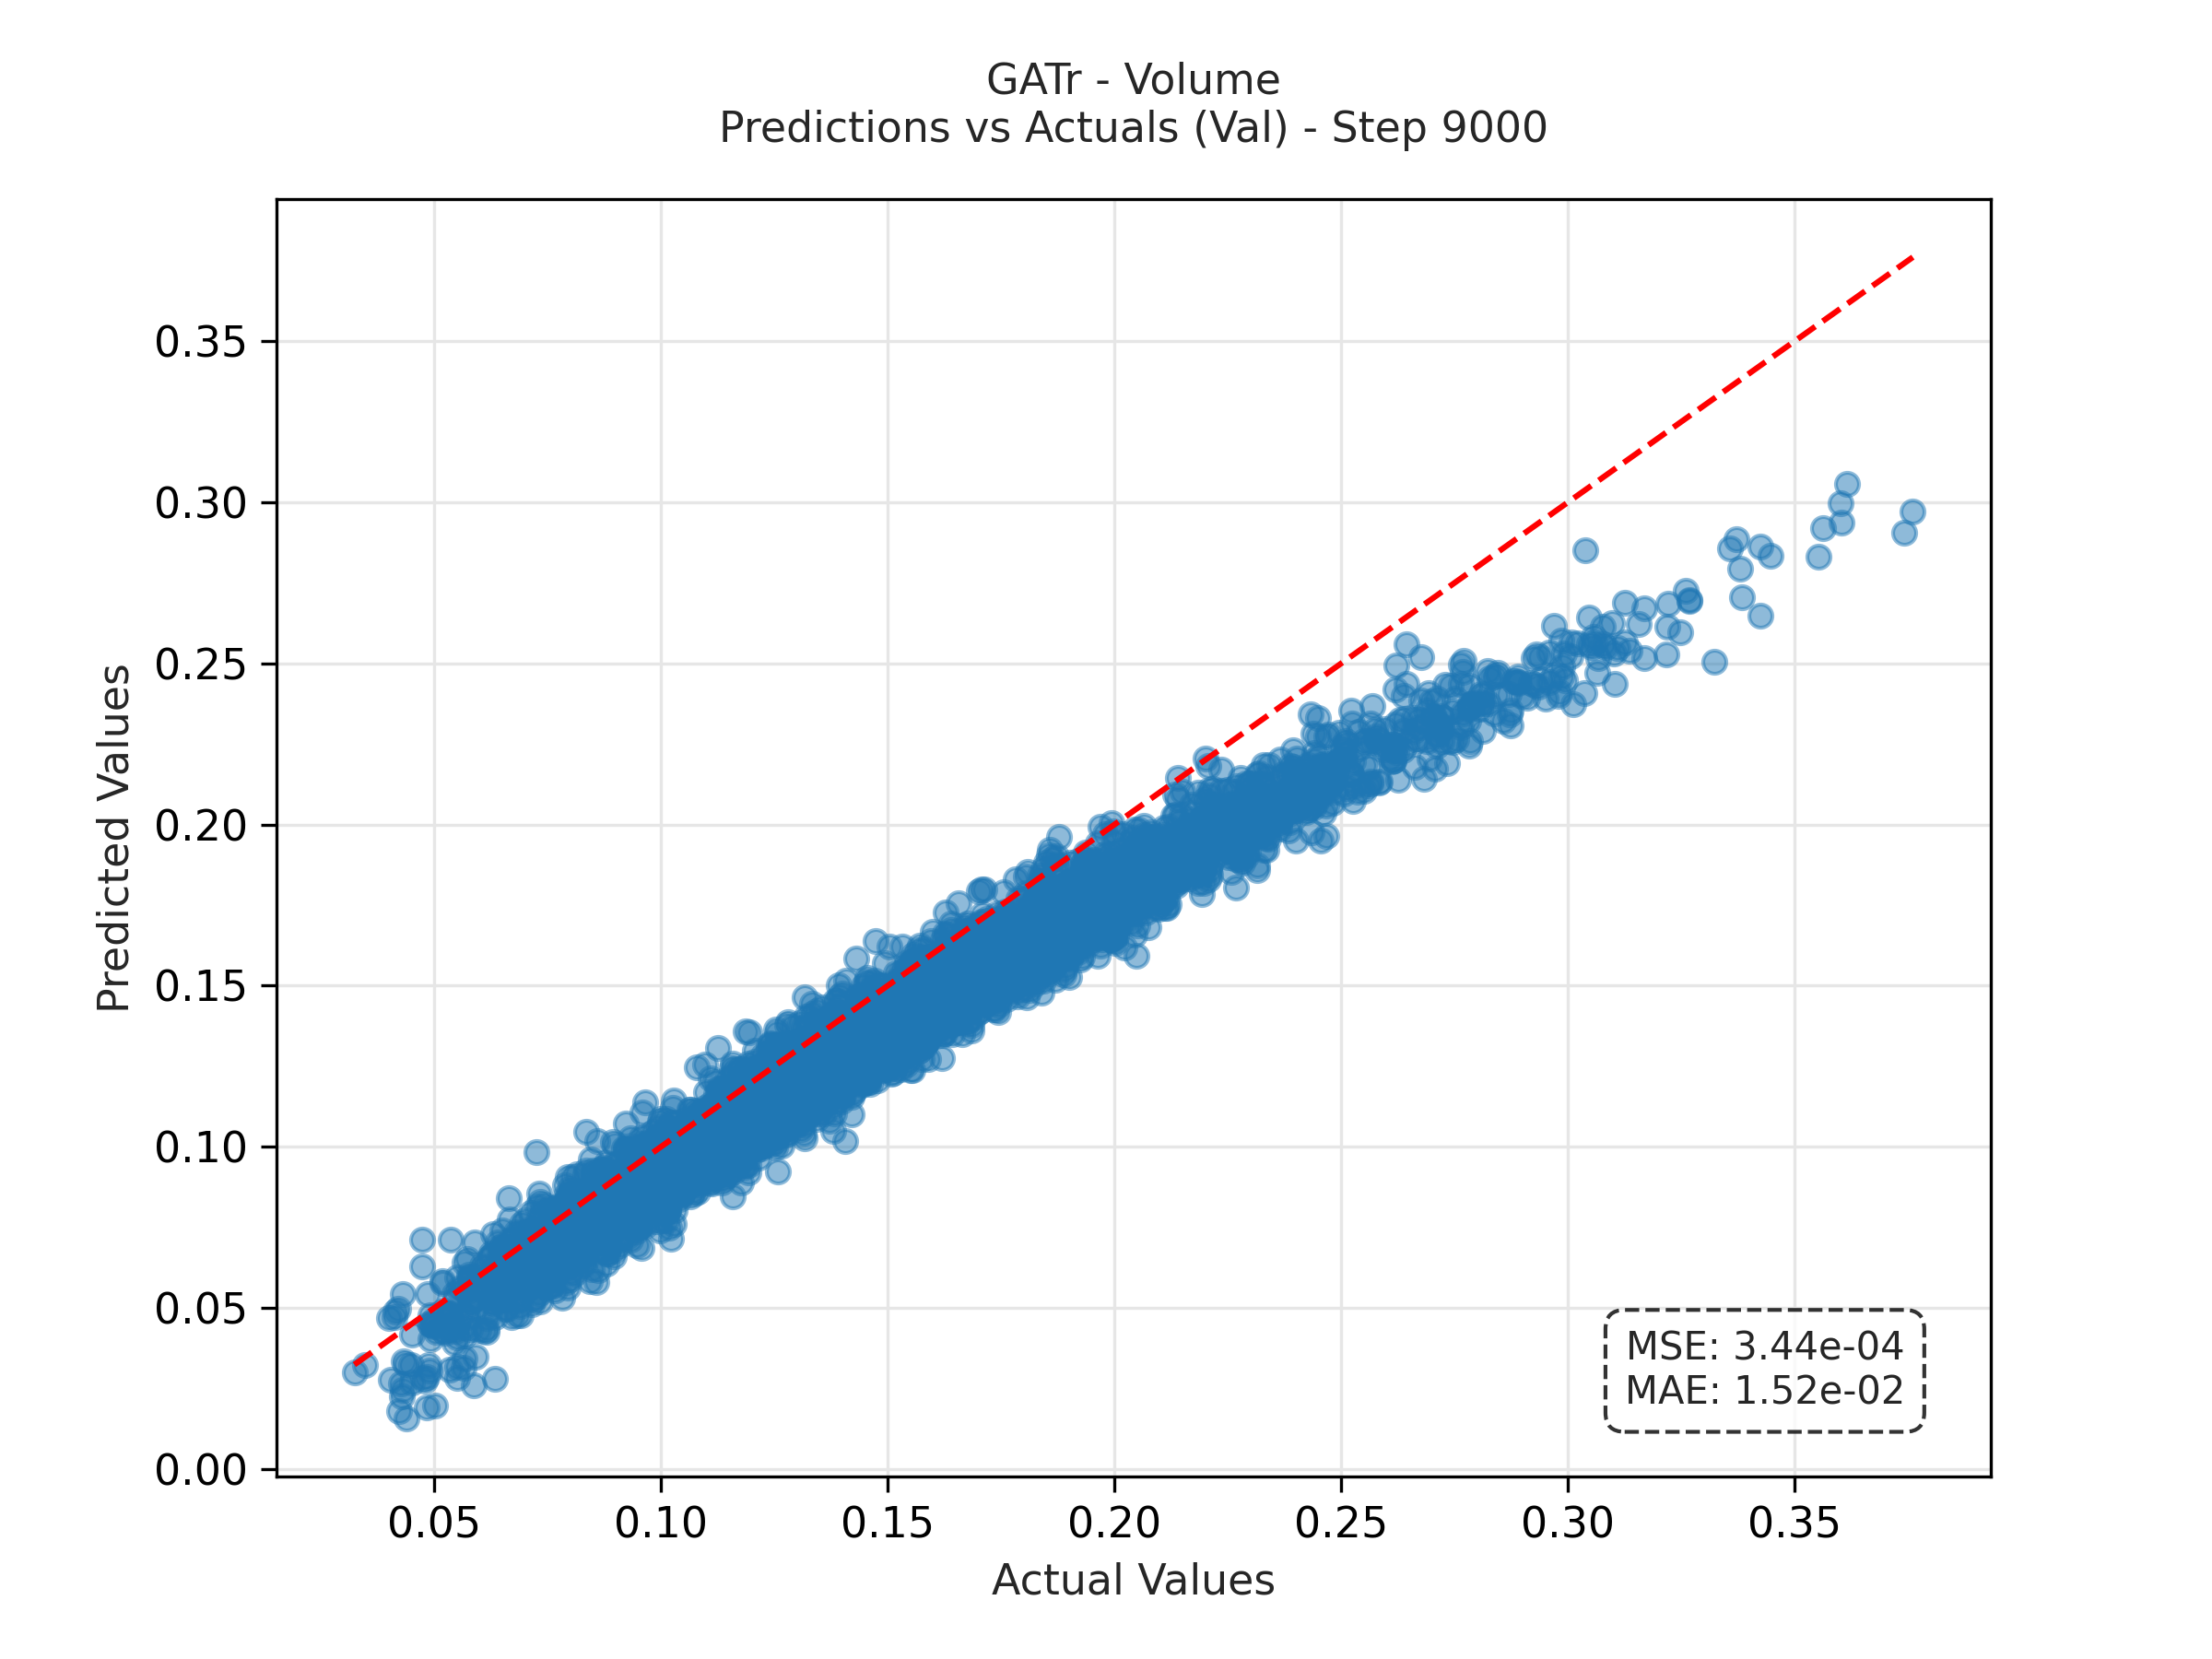 GATr - Volume
Predictions vs Actuals (Val) - Step 9000
Predicted Values
0.35
0.30
0.25
0.20
0.15
0.10
0.05
0.00
MSE: 3.44e-04
MAE: 1.52e-02
0.05 0.10 0.15 0.20 0.25 0.30 0.35
Actual Values